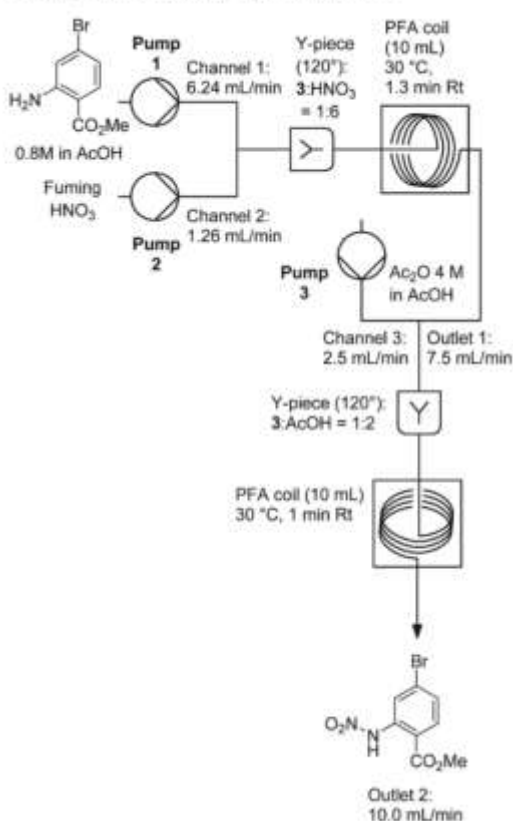 Br
H₂N
CO₂Me
0.8M in AcOH
Pump
1
Channel 1:
6.24 mL/min
Y-piece
(120°):
3:HNO₃
= 1:6
PFA coil
(10 mL)
30 °C,
1.3 min Rt
Fuming
HNO₃
Channel 2:
1.26 mL/min
Pump
2
Pump
3
Ac₂O 4 M
in AcOH
Channel 3:
2.5 mL/min
Outlet 1:
7.5 mL/min
Y-piece (120°):
3:AcOH = 1:2
PFA coil (10 mL)
30 °C, 1 min Rt
Br
O₂N
N
H
CO₂Me
Outlet 2:
10.0 mL/min